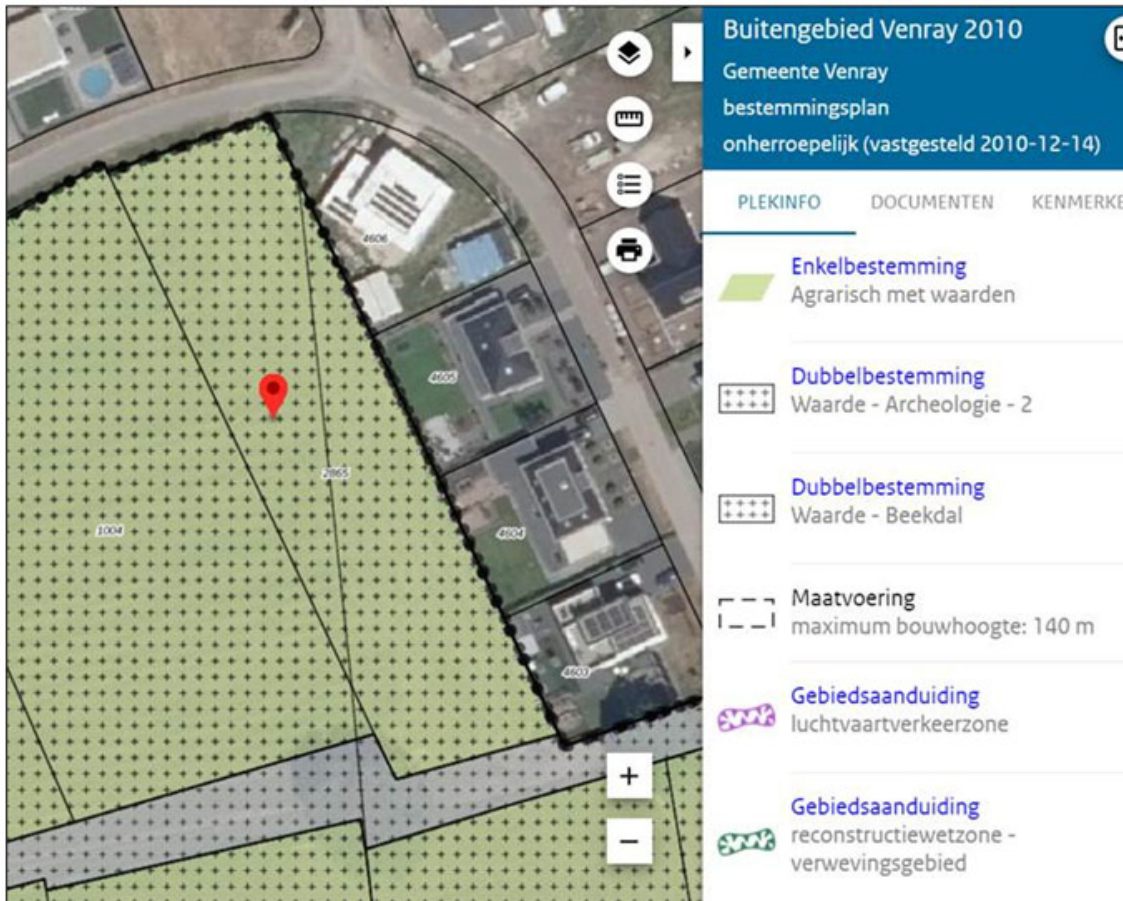 Buitengebied Venray 2010
Gemeente Venray
bestemmingsplan
onherroepelijk (vastgesteld 2010-12-14)
PLEKINFO DOCUMENTEN KENMERKE
Enkelbestemming
Agrarisch met waarden
Dubbelbestemming
Waarde - Archeologie - 2
Dubbelbestemming
Waarde - Beekdal
Maatvoering
maximum bouwhoogte: 140 m
Gebiedsaanduiding
luchtvaartverkeerzone
Gebiedsaanduiding
reconstructiewetzone -
verwevingsgebied
4606
4605
2865
1004
4604
4603
+
−